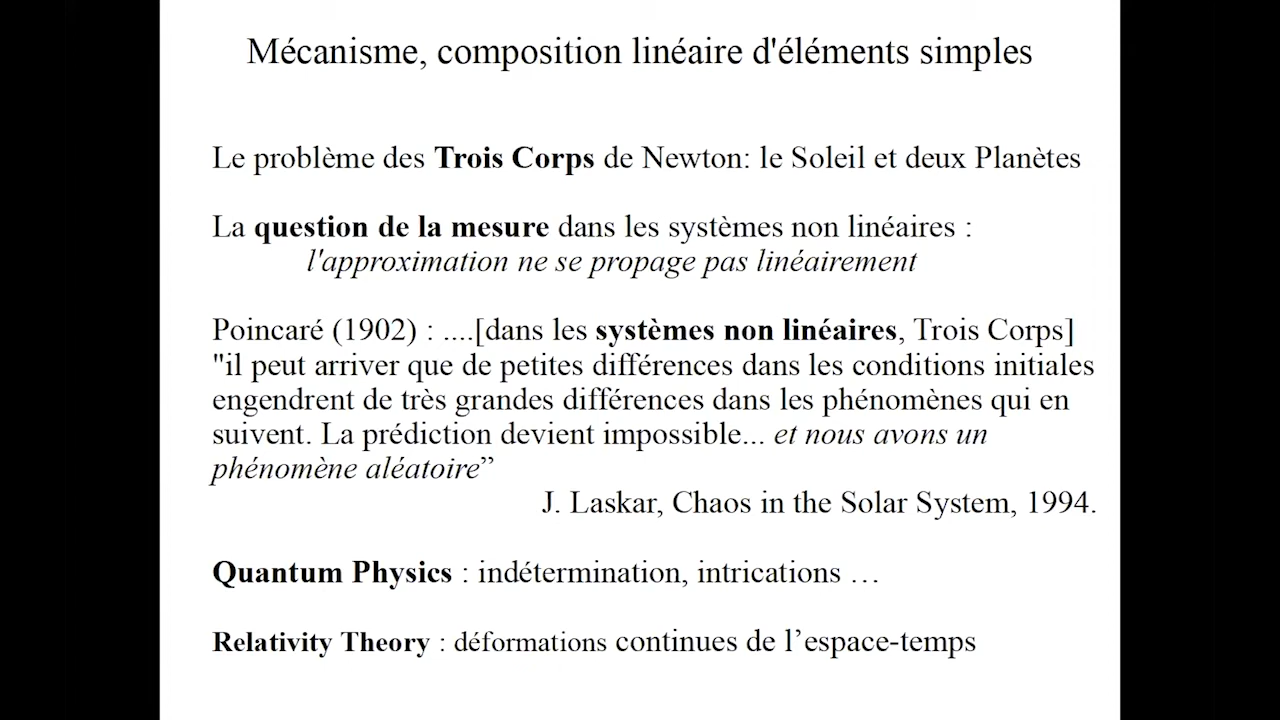 Mécanisme, composition linéaire d'éléments simples
Le problème des Trois Corps de Newton: le Soleil et deux Planètes
La question de la mesure dans les systèmes non linéaires :
l'approximation ne se propage pas linéairement
Poincaré (1902) : ....[dans les systèmes non linéaires, Trois Corps]
"il peut arriver que de petites différences dans les conditions initiales
engendrent de très grandes différences dans les phénomènes qui en
suivent. La prédiction devient impossible... et nous avons un
phénomène aléatoire”
J. Laskar, Chaos in the Solar System, 1994.
Quantum Physics : indétermination, intrications …
Relativity Theory : déformations continues de l’espace-temps